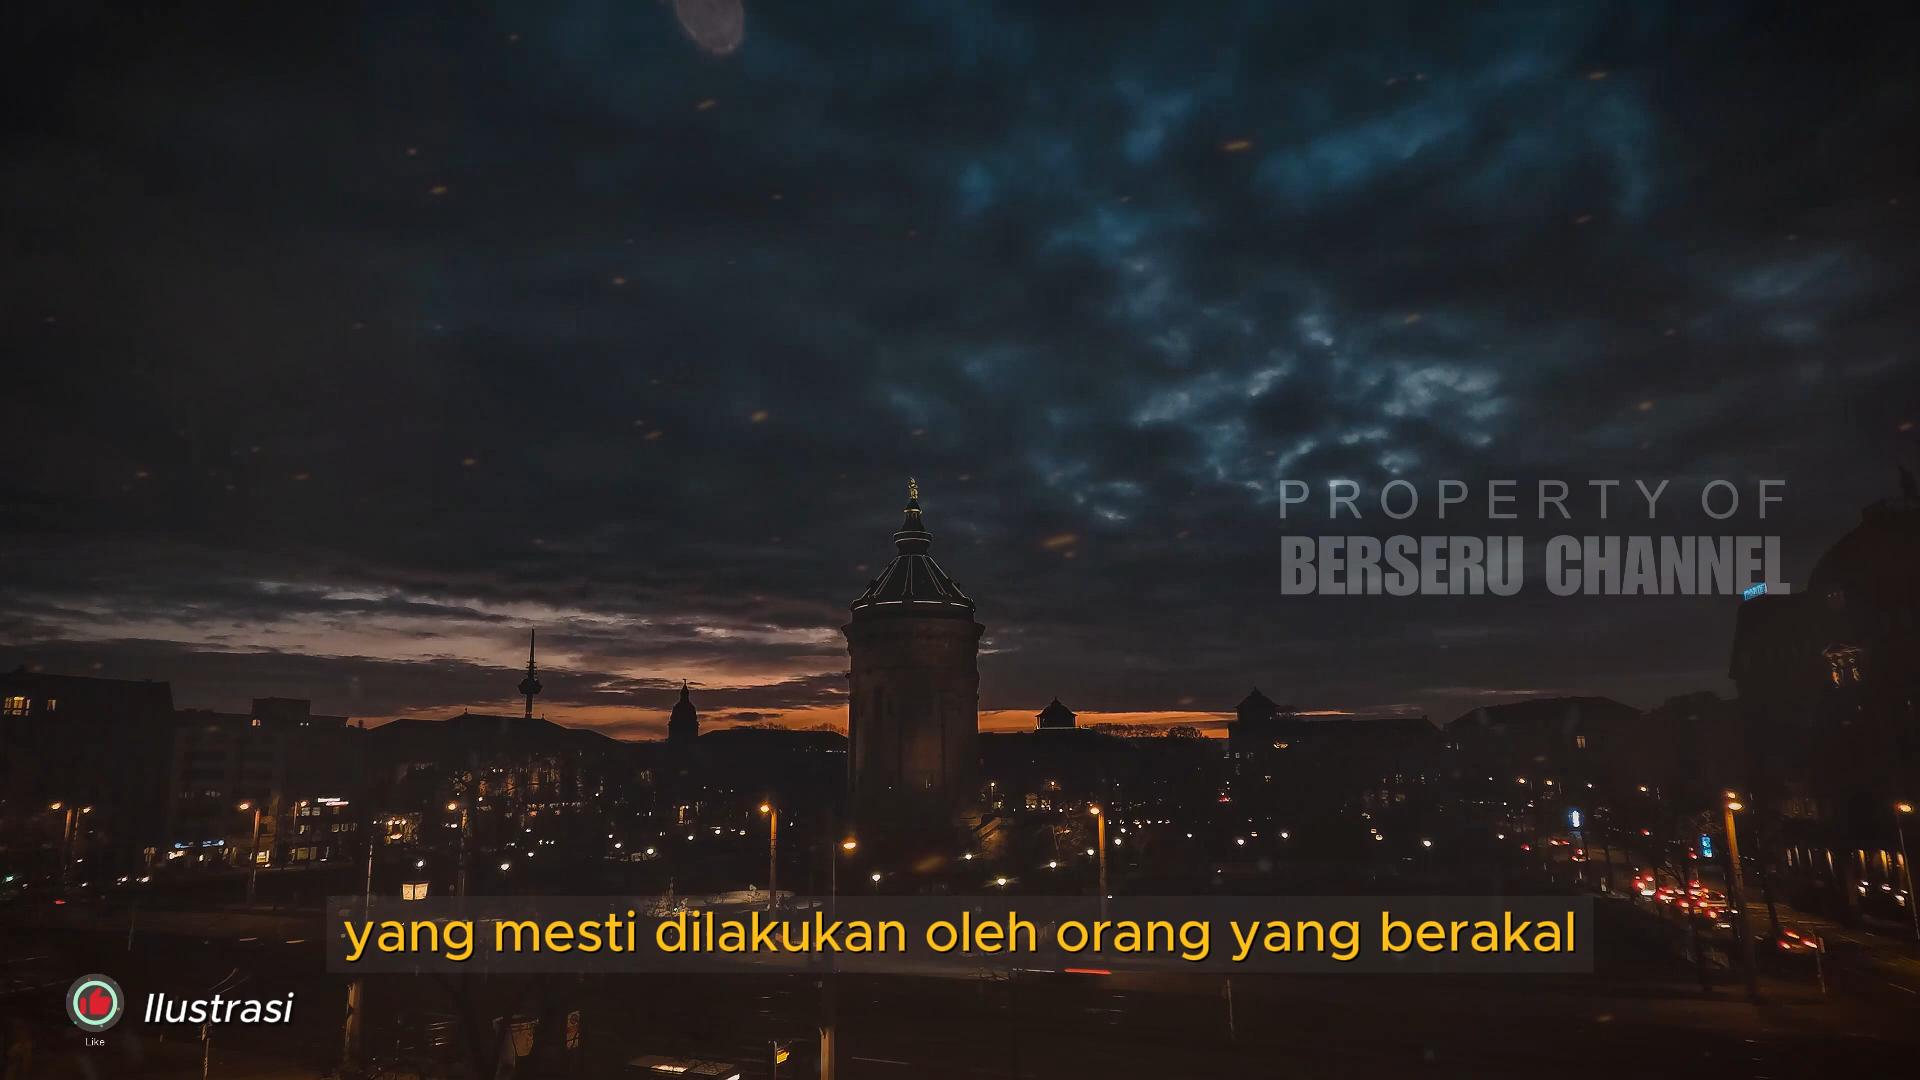 PROPERTY OF
BERSERU CHANNEL
yang mesti dilakukan oleh orang yang berakal
Ilustrasi
Like